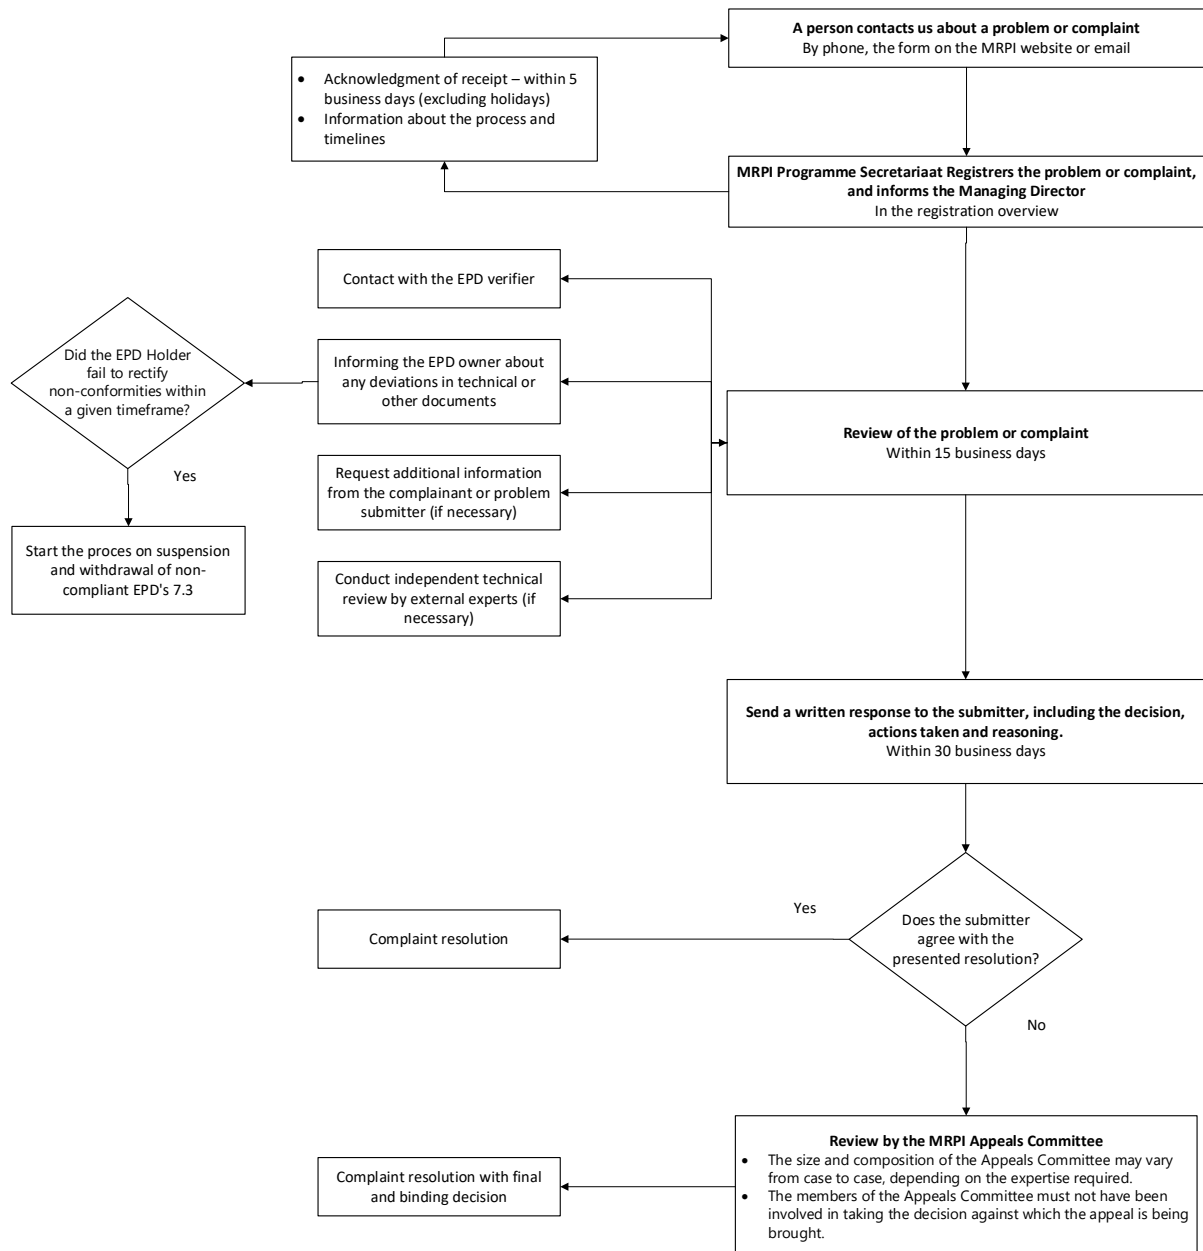 A person contacts us about a problem or complaint
By phone, the form on the MRPI website or email
• Acknowledgment of receipt – within 5
business days (excluding holidays)
• Information about the process and
timelines
MRPI Programme Secretariaat Registrers the problem or complaint,
and informs the Managing Director
In the registration overview
Contact with the EPD verifier
Did the EPD Holder
fail to rectify
non-conformities within
a given timeframe?
Informing the EPD owner about
any deviations in technical or
other documents
Review of the problem or complaint
Within 15 business days
Yes
Request additional information
from the complainant or problem
submitter (if necessary)
Start the proces on suspension
and withdrawal of non-
compliant EPD's 7.3
Conduct independent technical
review by external experts (if
necessary)
Send a written response to the submitter, including the decision,
actions taken and reasoning.
Within 30 business days
Yes
Does the submitter
agree with the
presented resolution?
Complaint resolution
No
Review by the MRPI Appeals Committee
• The size and composition of the Appeals Committee may vary
from case to case, depending on the expertise required.
• The members of the Appeals Committee must not have been
involved in taking the decision against which the appeal is being
brought.
Complaint resolution with final
and binding decision